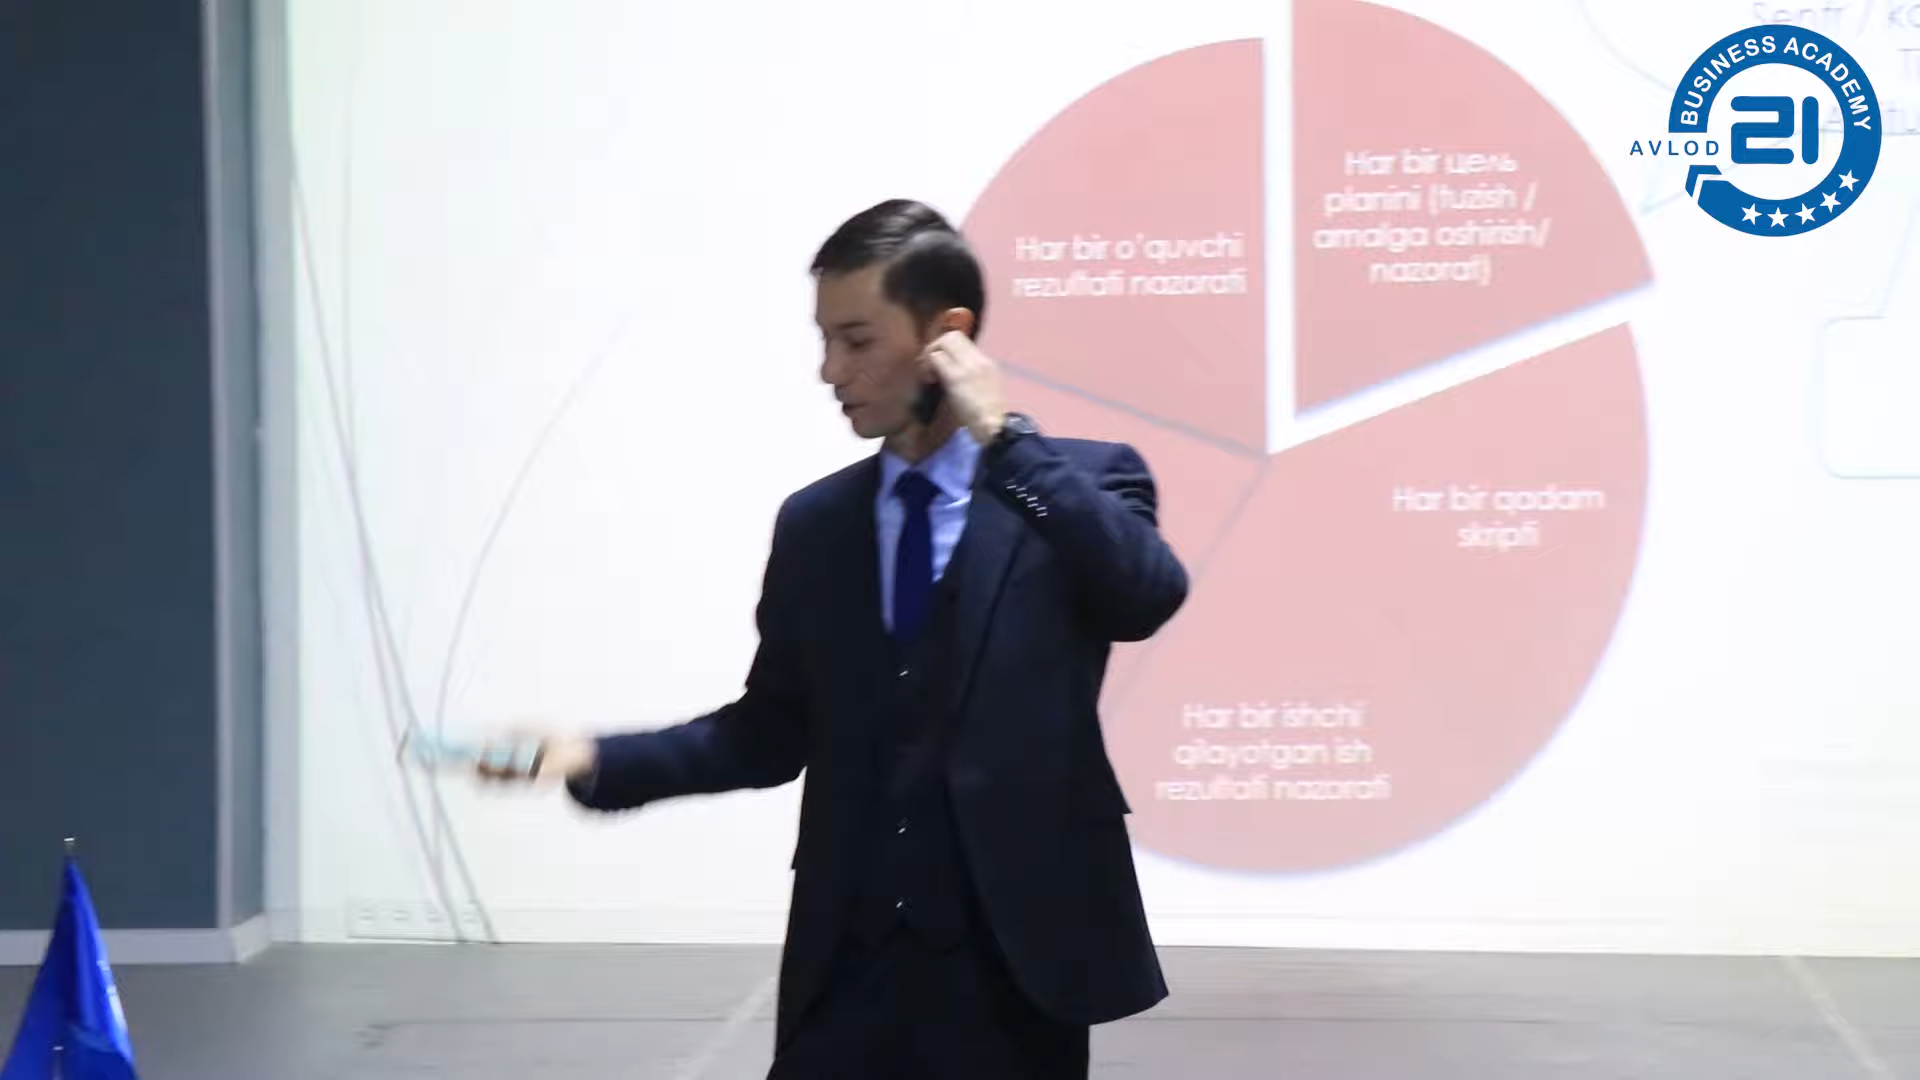 Sentr /
BUSINESS ACADEMY
AVLOD 21
Har bir цель
planini (tuzish /
amalga oshirish/
nazorat)
Har bir o'quvchi
rezultati nazorati
Har bir qadam
skripti
Har bir ishchi
qilayotgan ish
rezultati nazorati